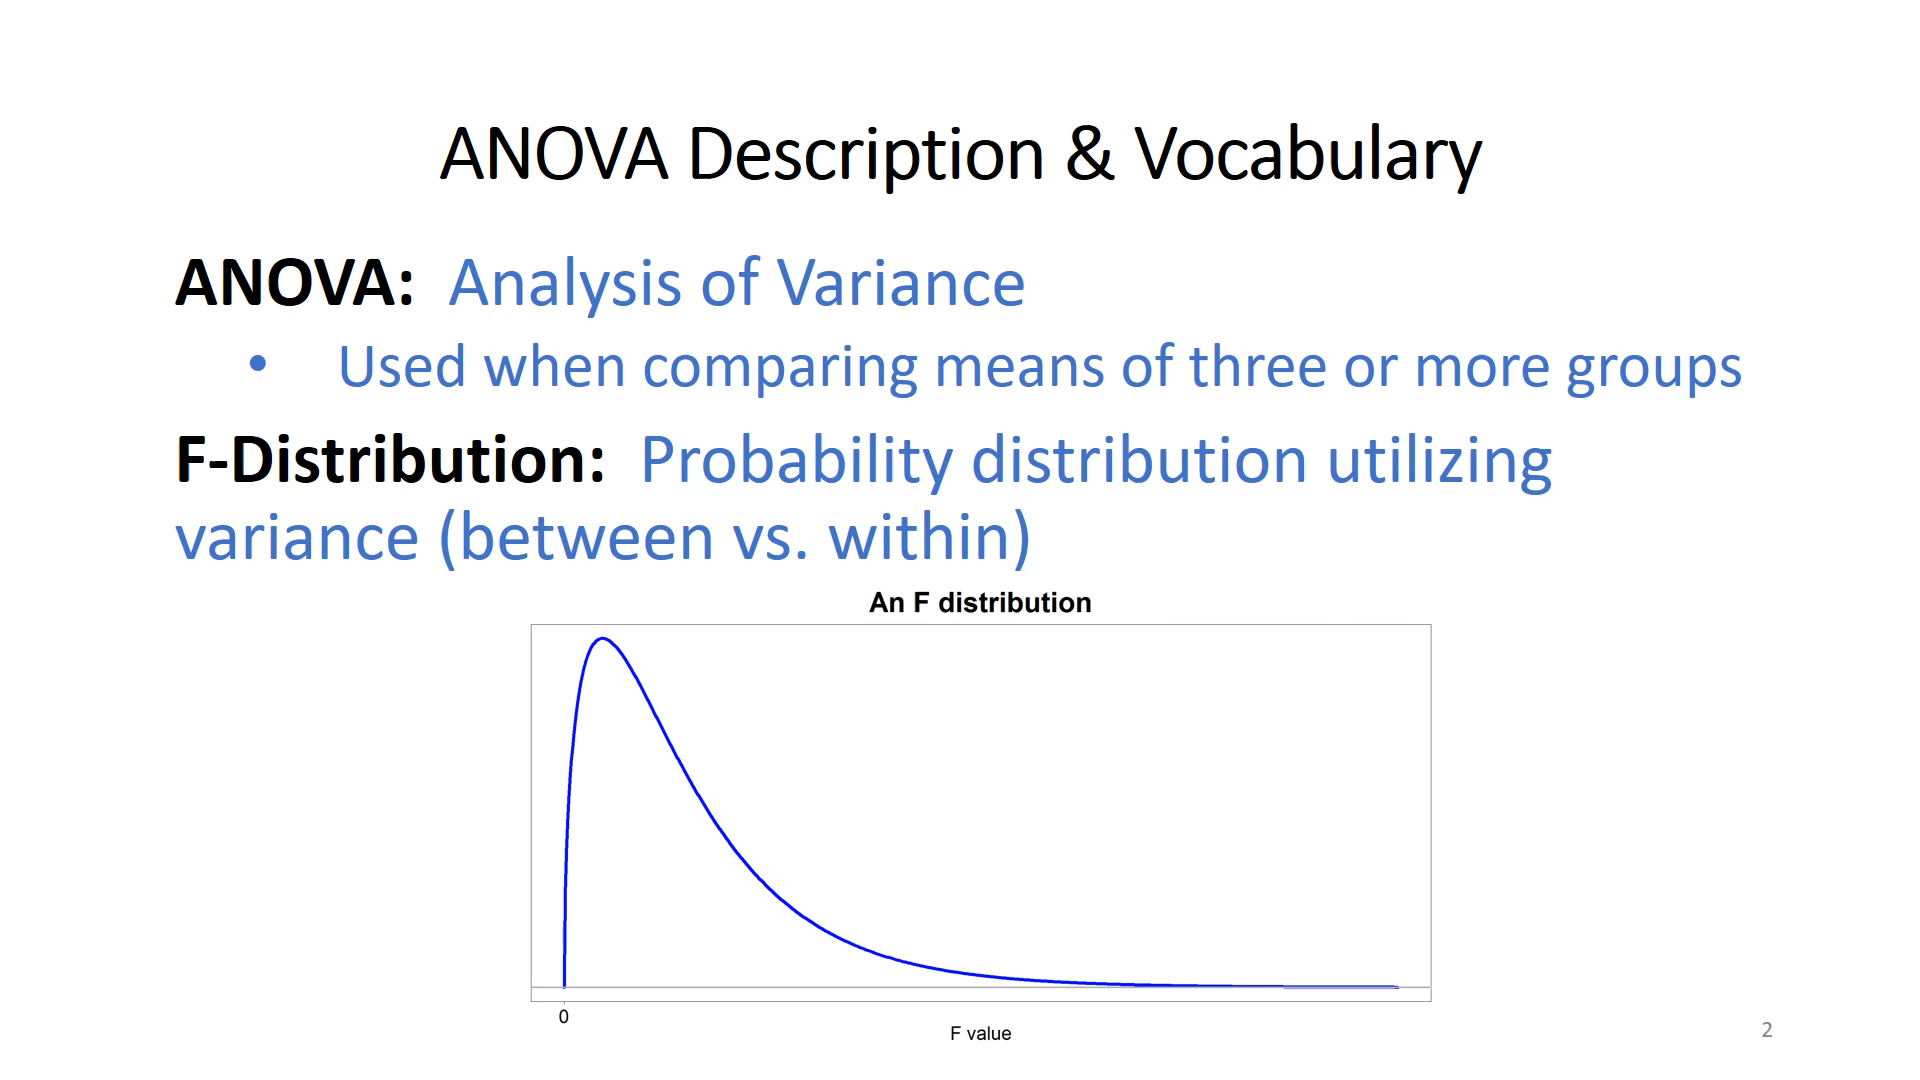 ANOVA Description & Vocabulary
ANOVA: Analysis of Variance
• Used when comparing means of three or more groups
F-Distribution: Probability distribution utilizing
variance (between vs. within)
An F distribution
0
F value
2